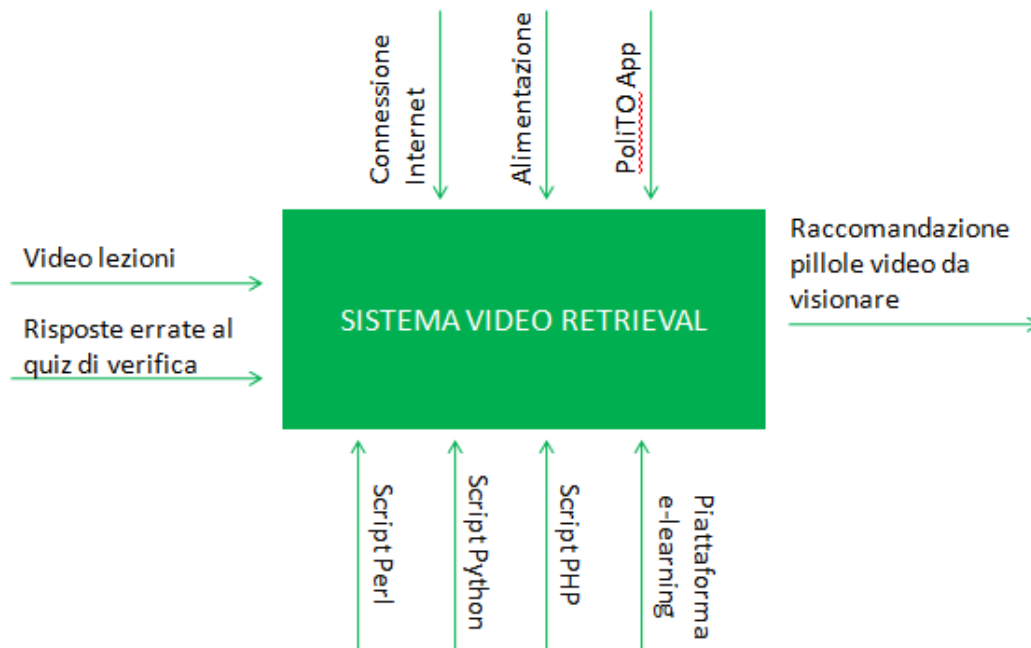 Connessione
Internet
Alimentazione
PoliTO App
Video lezioni
Risposte errate al
quiz di verifica
SISTEMA VIDEO RETRIEVAL
Raccomandazione
pillole video da
visionare
Script Perl
Script Python
Script PHP
Piattaforma
e-learning